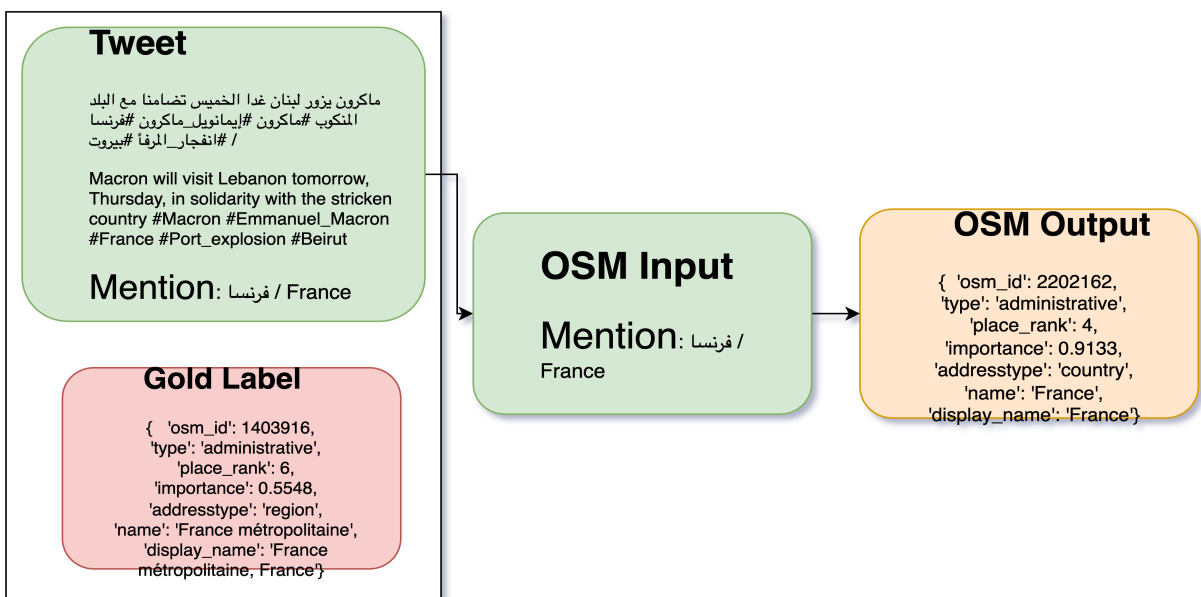 Tweet
ماكرون يزور لبنان غدا الخميس تضامنا مع البلد
المنكوب #ماكرون #إيمانويل_ماكرون #فرنسا
#انفجار_المرفأ #بيروت /
Macron will visit Lebanon tomorrow,
Thursday, in solidarity with the stricken
country #Macron #Emmanuel_Macron
#France #Port_explosion #Beirut
Mention: فرنسا / France
Gold Label
{ 'osm_id': 1403916,
'type': 'administrative',
'place_rank': 6,
'importance': 0.5548,
'addresstype': 'region',
'name': 'France métropolitaine',
'display_name': 'France
métropolitaine, France'}
OSM Input
Mention: فرنسا /
France
OSM Output
{ 'osm_id': 2202162,
'type': 'administrative',
'place_rank': 4,
'importance': 0.9133,
'addresstype': 'country',
'name': 'France',
'display_name': 'France'}